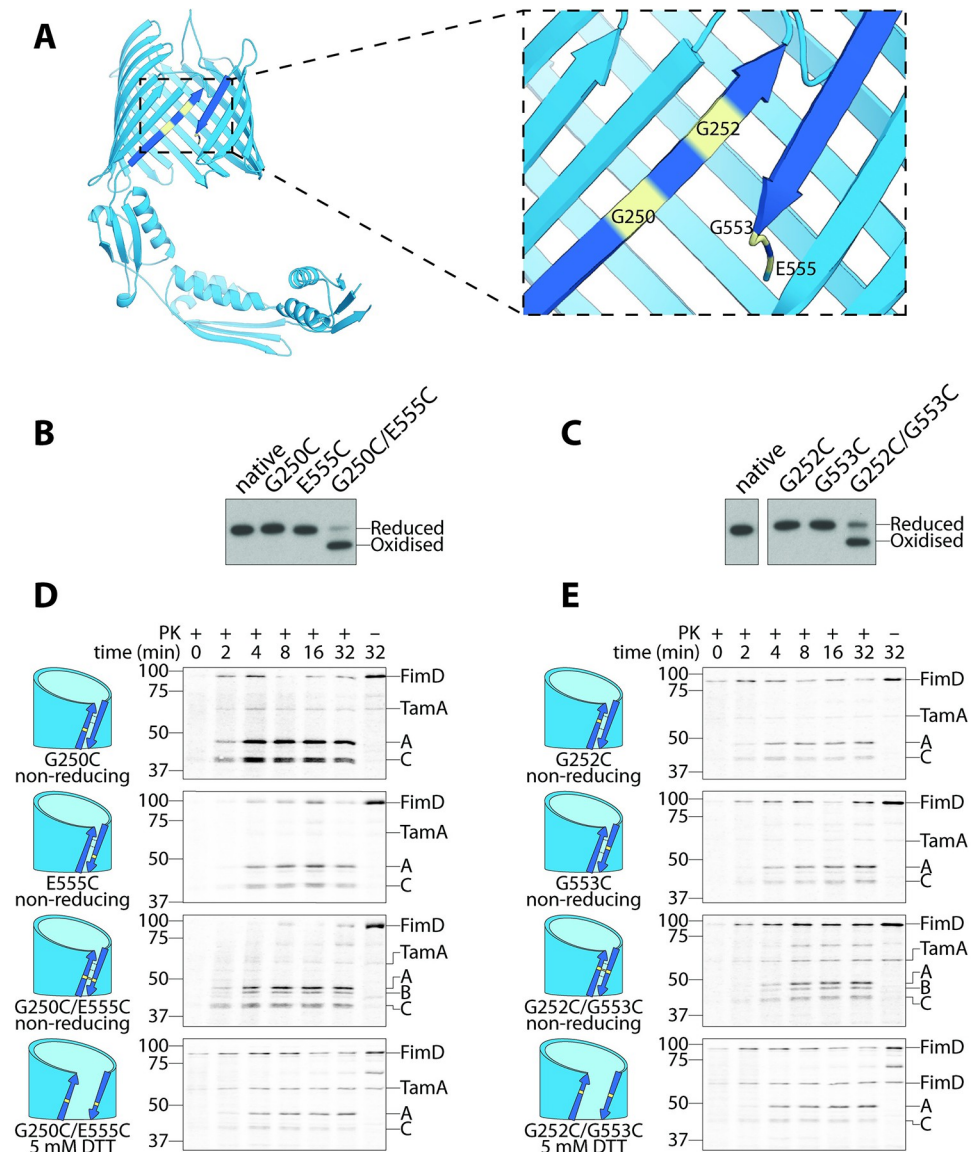 A
G252
G250
G553
E555
B
native
G250C
E555C
G250C/E555C
Reduced
Oxidised
C
native
G252C
G553C
G252C/G553C
Reduced
Oxidised
D
PK + + + + + + –
time (min) 0 2 4 8 16 32 32
100
75
50
37
FimD
TamA
A
C
G250C
non-reducing
100
75
50
37
FimD
TamA
A
C
E555C
non-reducing
100
75
50
37
FimD
TamA
A
B
C
G250C/E555C
non-reducing
100
75
50
37
FimD
TamA
A
C
G250C/E555C
5 mM DTT
E
PK + + + + + + –
time (min) 0 2 4 8 16 32 32
100
75
50
37
FimD
TamA
A
C
G252C
non-reducing
100
75
50
37
FimD
TamA
A
C
G553C
non-reducing
100
75
50
37
FimD
TamA
A
B
C
G252C/G553C
non-reducing
100
75
50
37
FimD
FimD
A
C
G252C/G553C
5 mM DTT